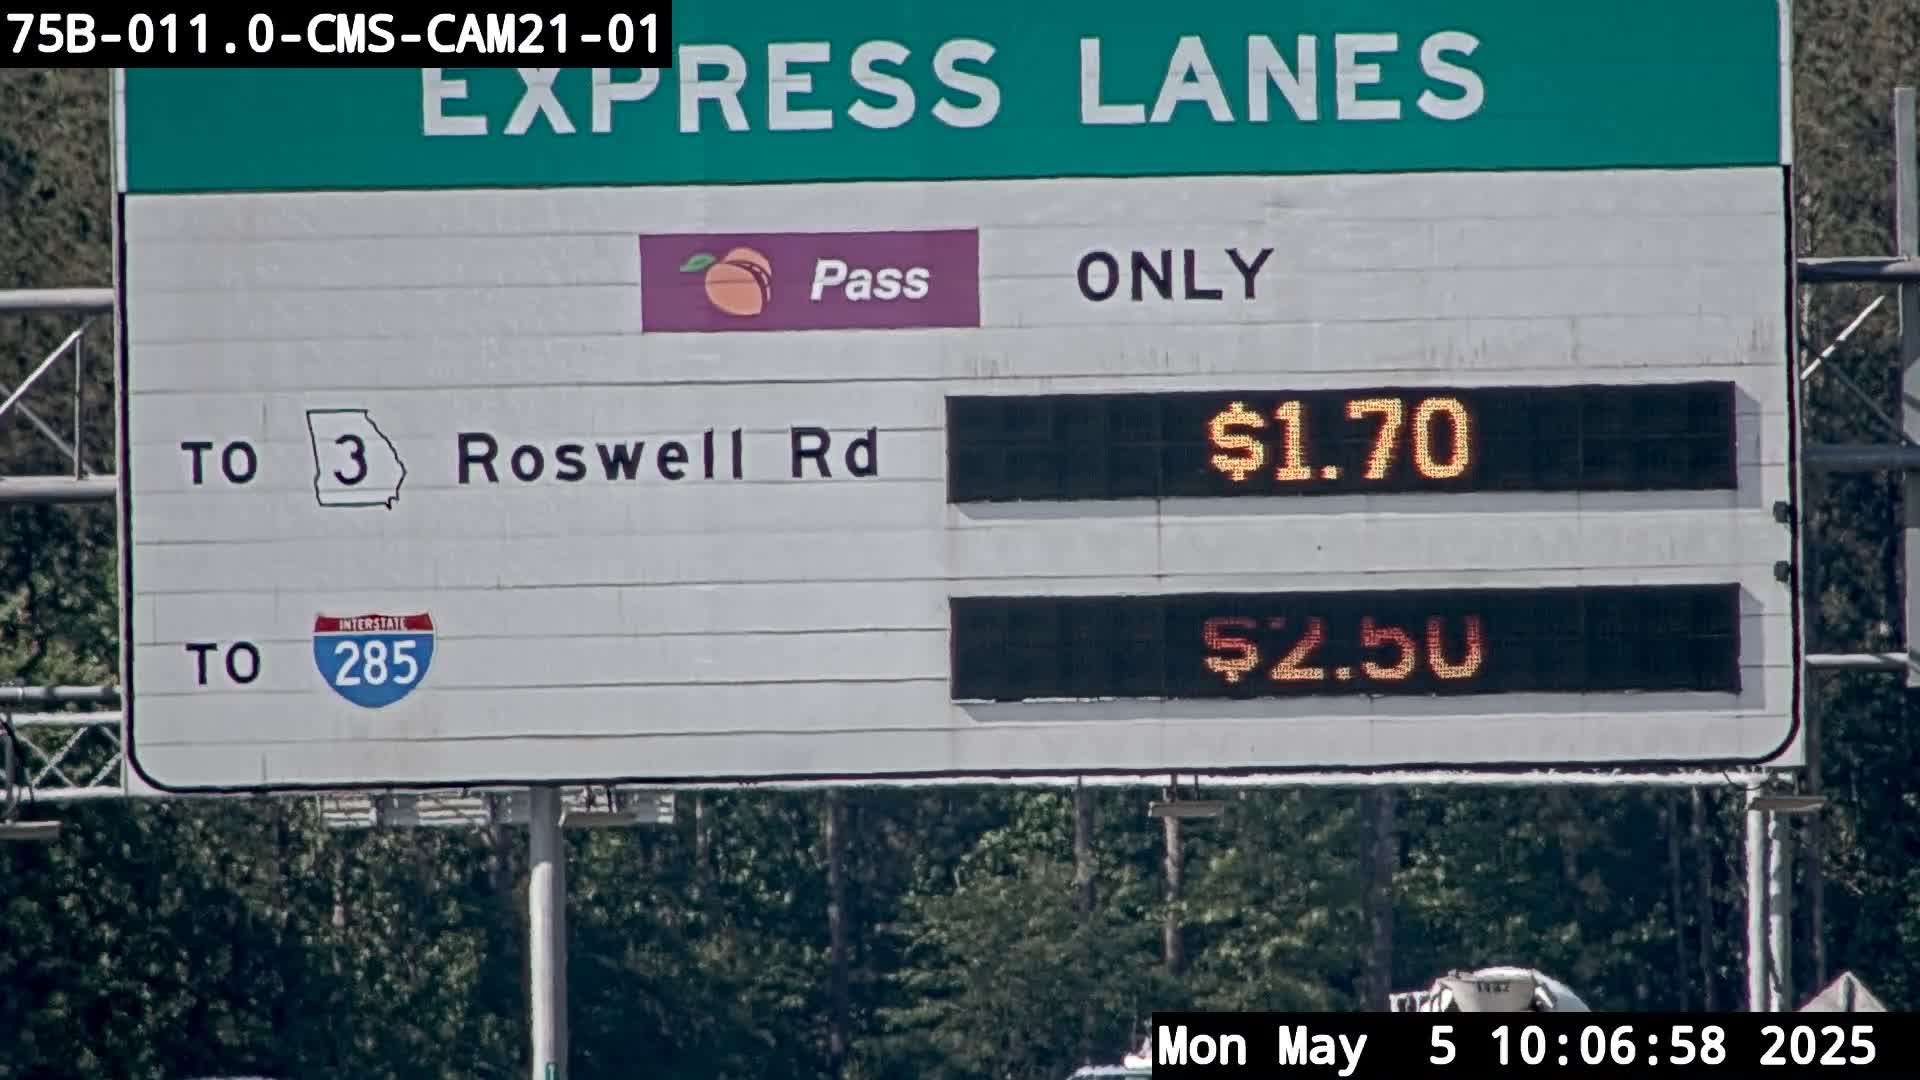 75B-011.0-CMS-CAM21-01
EXPRESS LANES
Pass ONLY
TO 3 Roswell Rd $1.70
INTERSTATE
TO 285 $2.50
Mon May 5 10:06:58 2025